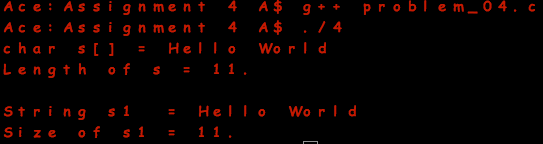 Ace:Assignment 4 A$ g++ problem_04.c
Ace:Assignment 4 A$ ./4
char s[] = Hello World
Length of s = 11.
String s1  = Hello World
Size of s1 = 11.